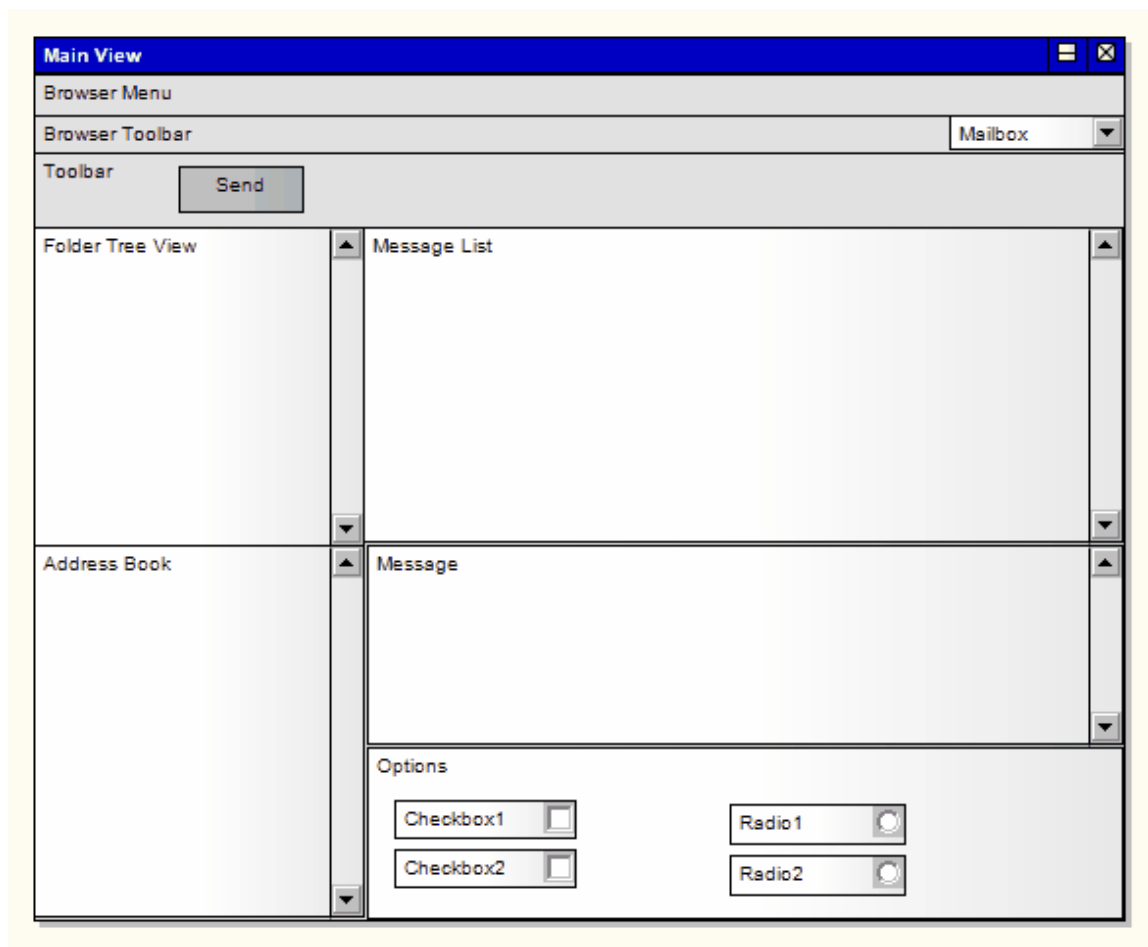 Main View
Browser Menu
Browser Toolbar
Mailbox
Toolbar
Send
Folder Tree View
Message List
Address Book
Message
Options
Checkbox1
Radio1
Checkbox2
Radio2